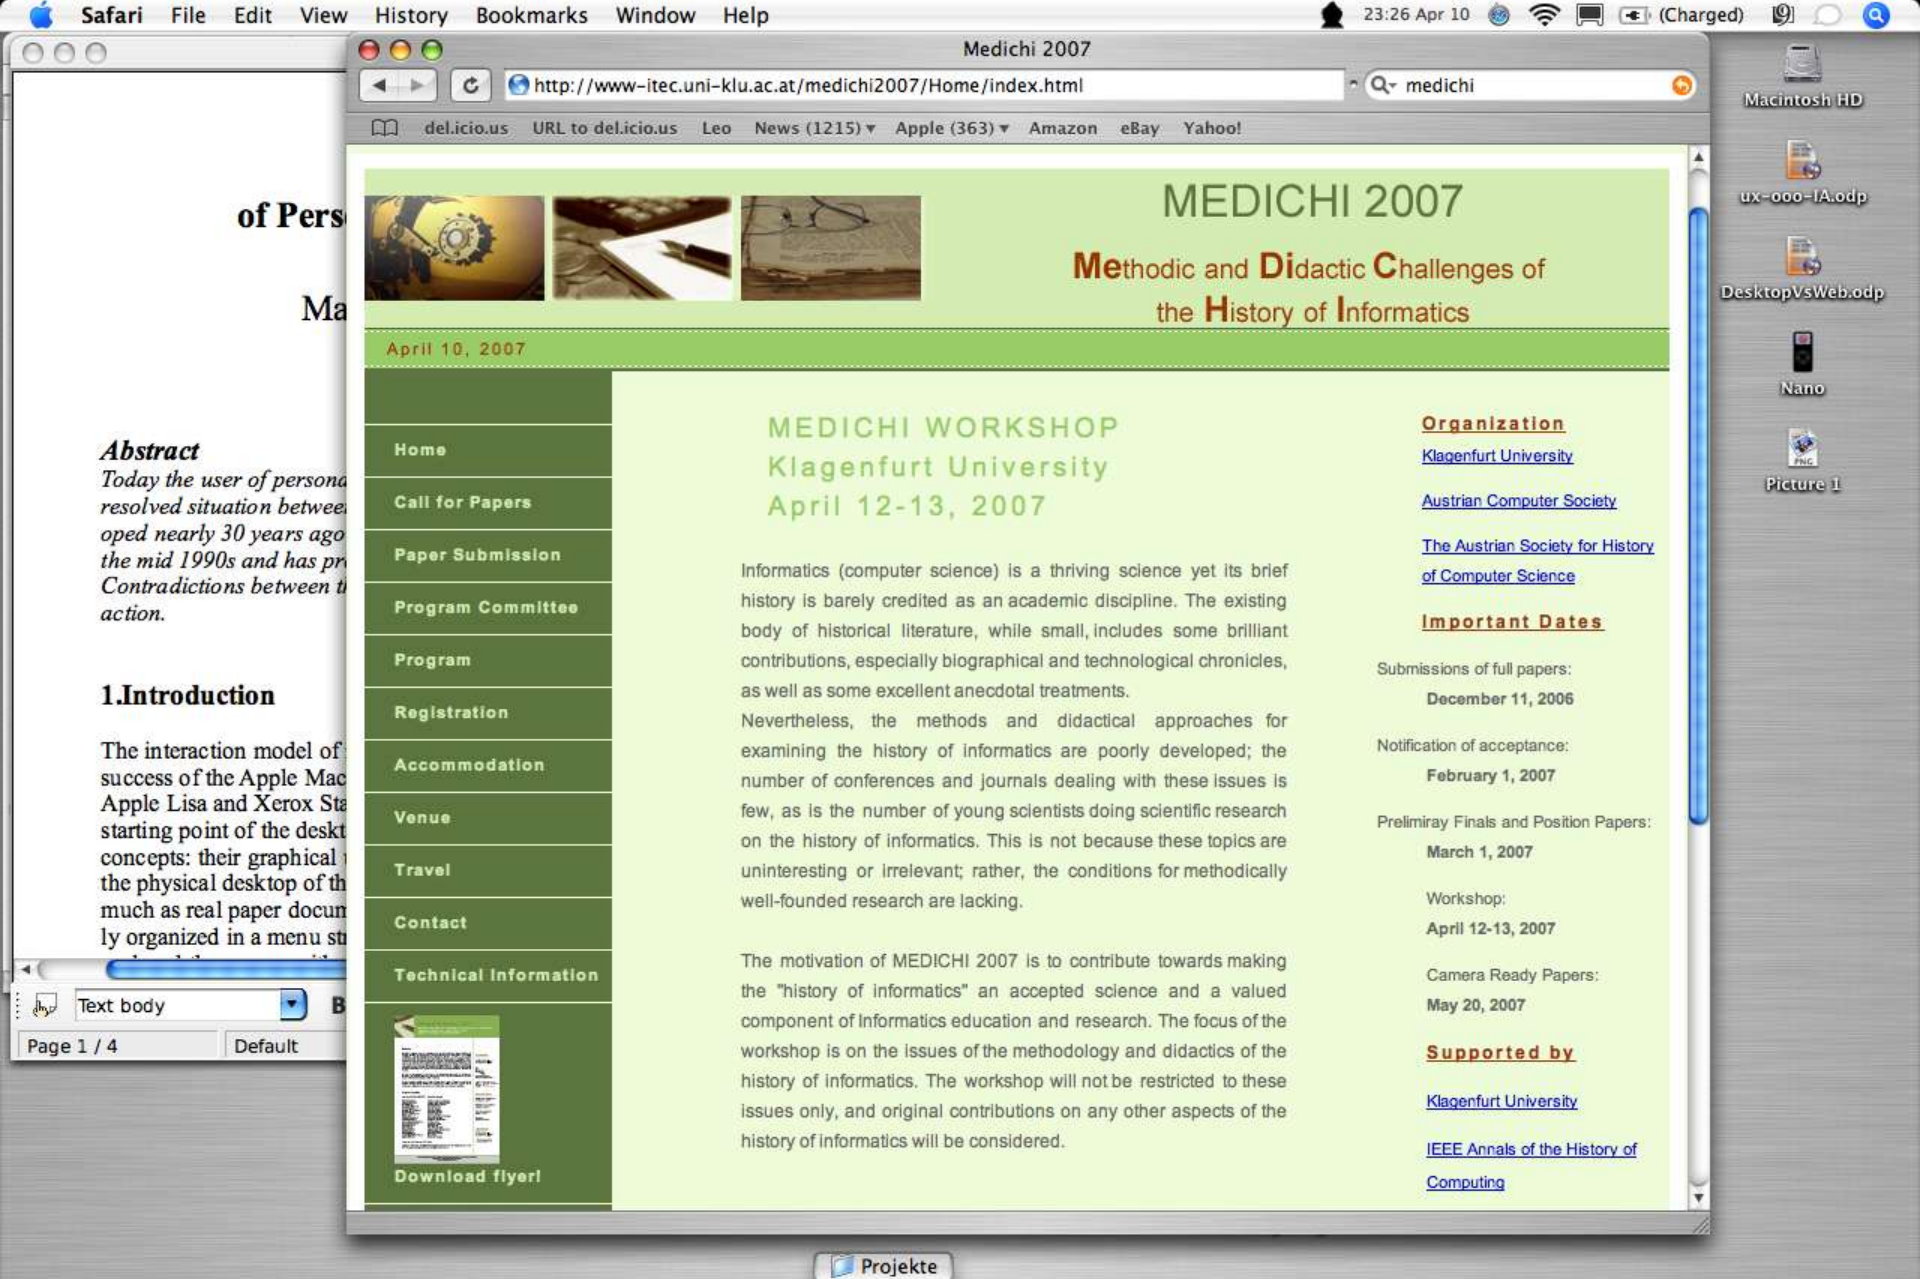 Safari File Edit View History Bookmarks Window Help 23:26 Apr 10 (Charged)
Medichi 2007
http://www-itec.uni-klu.ac.at/medichi2007/Home/index.html medichi
del.icio.us URL to del.icio.us Leo News (1215) Apple (363) Amazon eBay Yahoo!
of Pers
Ma
Abstract
Today the user of persona
resolved situation betwee
oped nearly 30 years ago
the mid 1990s and has pr
Contradictions between th
action.
1.Introduction
The interaction model of
success of the Apple Mac
Apple Lisa and Xerox Sta
starting point of the deskt
concepts: their graphical
the physical desktop of th
much as real paper docum
ly organized in a menu str
Text body B
Page 1 / 4 Default
MEDICHI 2007
Methodic and Didactic Challenges of
the History of Informatics
April 10, 2007
Home
Call for Papers
Paper Submission
Program Committee
Program
Registration
Accommodation
Venue
Travel
Contact
Technical Information
Download flyer!
MEDICHI WORKSHOP
Klagenfurt University
April 12-13, 2007
Informatics (computer science) is a thriving science yet its brief
history is barely credited as an academic discipline. The existing
body of historical literature, while small, includes some brilliant
contributions, especially biographical and technological chronicles,
as well as some excellent anecdotal treatments.
Nevertheless, the methods and didactical approaches for
examining the history of informatics are poorly developed; the
number of conferences and journals dealing with these issues is
few, as is the number of young scientists doing scientific research
on the history of informatics. This is not because these topics are
uninteresting or irrelevant; rather, the conditions for methodically
well-founded research are lacking.
The motivation of MEDICHI 2007 is to contribute towards making
the "history of informatics" an accepted science and a valued
component of Informatics education and research. The focus of the
workshop is on the issues of the methodology and didactics of the
history of informatics. The workshop will not be restricted to these
issues only, and original contributions on any other aspects of the
history of informatics will be considered.
Organization
Klagenfurt University
Austrian Computer Society
The Austrian Society for History
of Computer Science
Important Dates
Submissions of full papers:
December 11, 2006
Notification of acceptance:
February 1, 2007
Prelimiray Finals and Position Papers:
March 1, 2007
Workshop:
April 12-13, 2007
Camera Ready Papers:
May 20, 2007
Supported by
Klagenfurt University
IEEE Annals of the History of
Computing
Macintosh HD
ux-ooo-IA.odp
DesktopVsWeb.odp
Nano
PNG
Picture 1
Projekte